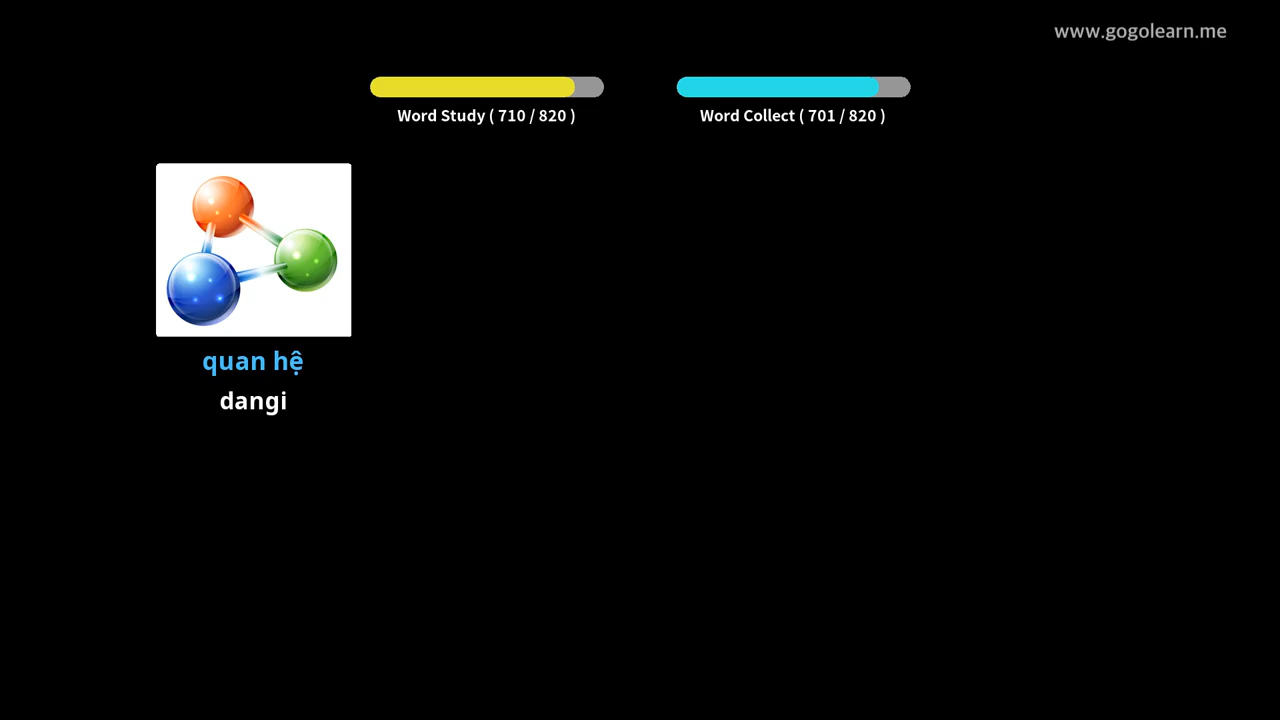 www.gogolearn.me
Word Study ( 710 / 820 )
Word Collect ( 701 / 820 )
quan hệ
dangi